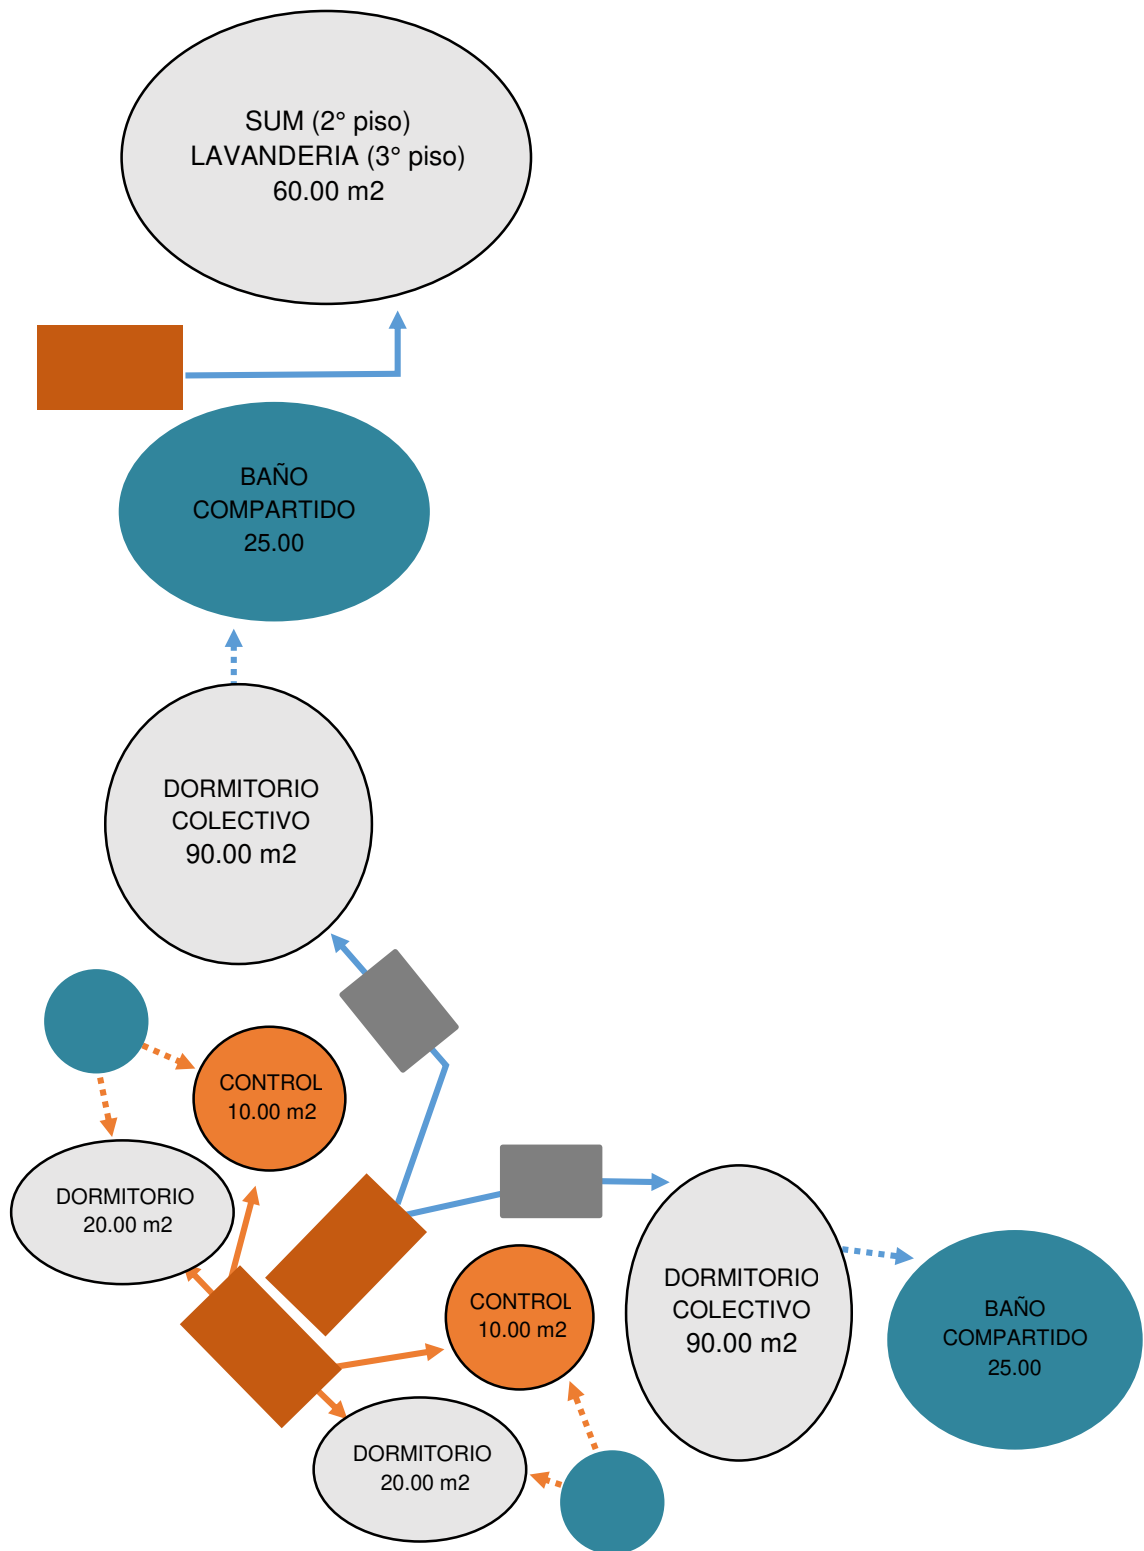 SUM (2° piso)
LAVANDERIA (3° piso)
60.00 m2
BAÑO
COMPARTIDO
25.00
DORMITORIO
COLECTIVO
90.00 m2
CONTROL
10.00 m2
DORMITORIO
20.00 m2
CONTROL
10.00 m2
DORMITORIO
COLECTIVO
90.00 m2
BAÑO
COMPARTIDO
25.00
DORMITORIO
20.00 m2